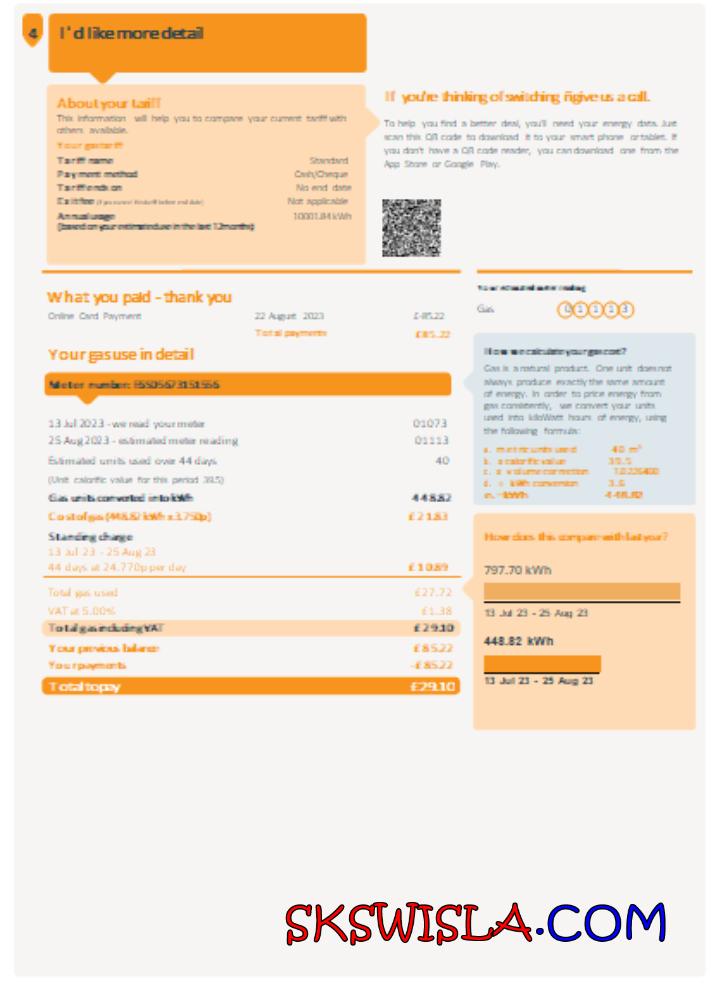 4
I'd like more detail
About your tariff
This information will help you to compare your current tariff with
others available.
Your gas tariff
Tariff name Standard
Payment method Cash/Cheque
Tariff ends on No end date
Exit fee Not applicable
Annual usage 10001.84 kWh
(based on your estimated use in the last 12 months)
If you're thinking of switching ñ give us a call.
To help you find a better deal, you'll need your energy data. Just
scan this QR code to download it to your smart phone or tablet. If
you don't have a QR code reader, you can download one from the
App Store or Google Play.
What you paid - thank you
Online Card Payment 22 August 2023 £-85.22
Total payments £85.22
Your gas use in detail
Meter number:
13 Jul 2023 - we read your meter 01073
25 Aug 2023 - estimated meter reading 01113
Estimated units used over 44 days 40
(Unit calorific value for this period 39.5)
Gas units converted into kWh 448.82
Cost of gas (448.82 kWh x 3.750p) £21.83
Standing charge
13 Jul 23 - 25 Aug 23
44 days at 24.770p per day £10.89
Total gas used £27.72
VAT at 5.00% £1.38
Total gas including VAT £29.10
Your previous balance £85.22
Your payments -£85.22
Total to pay £29.10
Your estimated meter reading
Gas 01113
How we calculate your gas cost?
Gas is a natural product. One unit does not
always produce exactly the same amount
of energy. In order to price energy from
gas consistently, we convert your units
used into kiloWatt hours of energy, using
the following formula:
a. metric units used 40 m³
b. x calorific value 39.5
c. x volume correction 1.0226400
d. ÷ kWh conversion 3.6
e. =kWh 448.82
How does this compare with last year?
797.70 kWh
13 Jul 23 - 25 Aug 23
448.82 kWh
13 Jul 23 - 25 Aug 23
SKSWISLA.COM